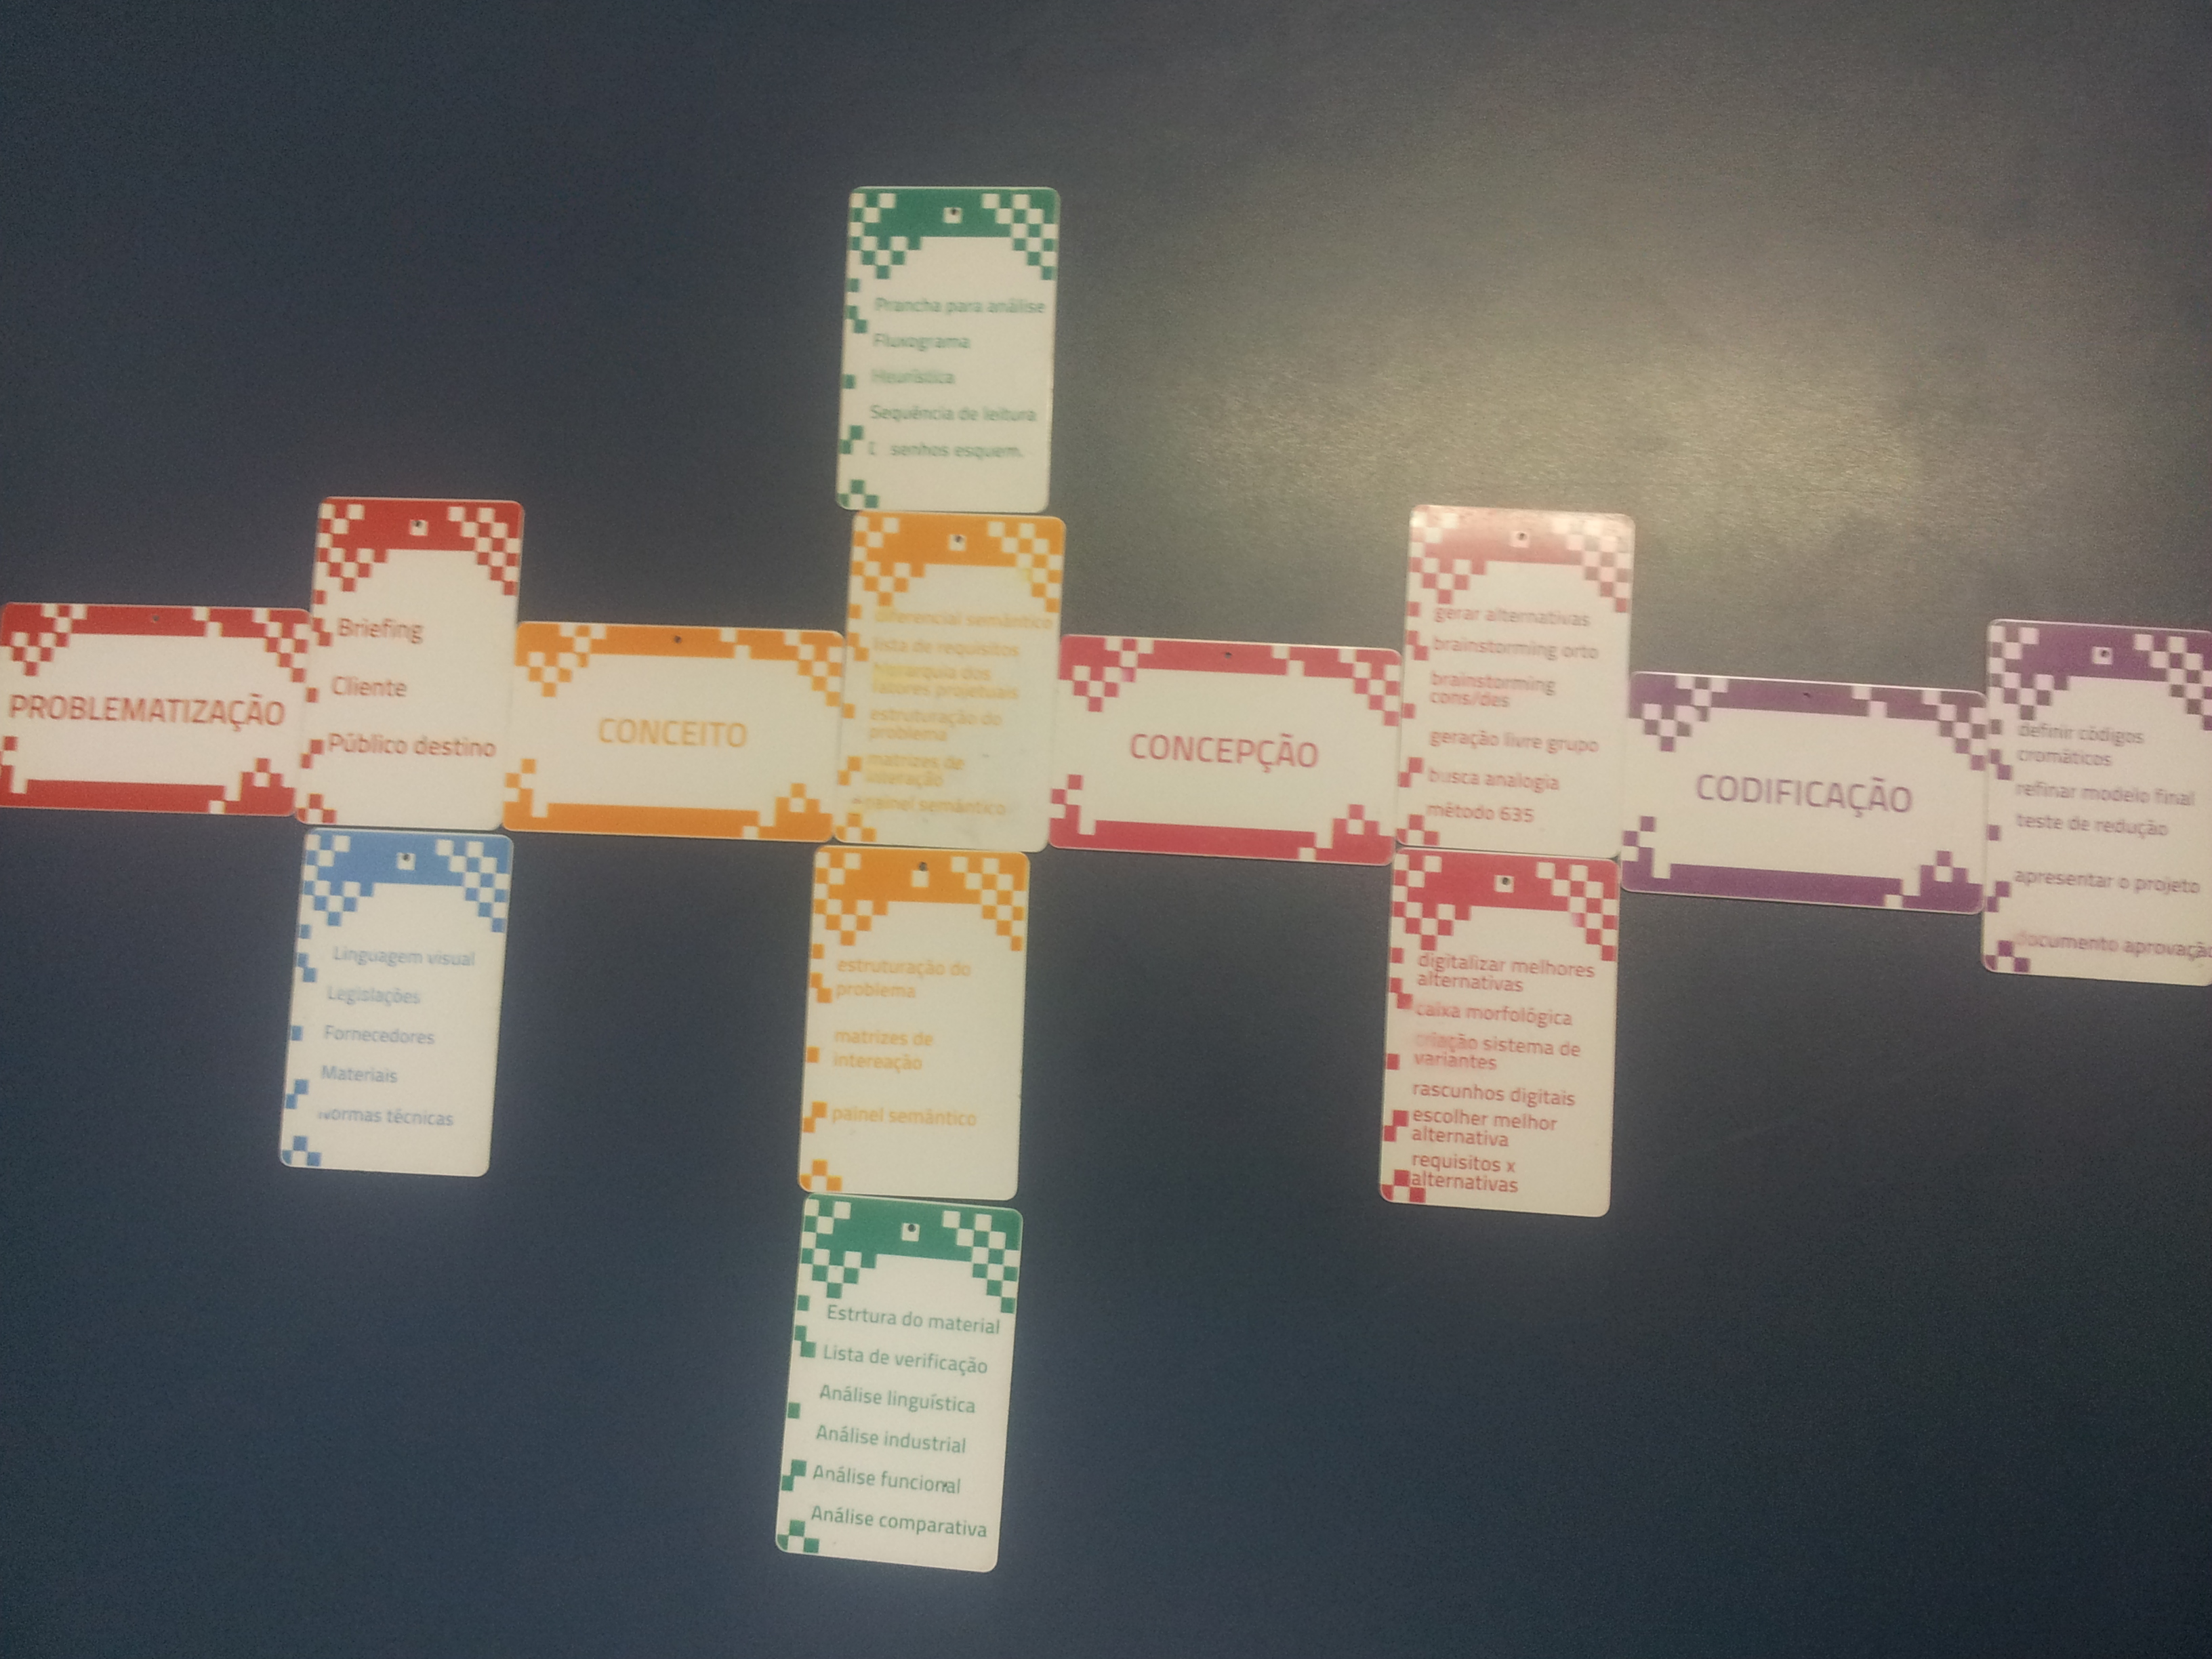 PROBLEMATIZAÇÃO
Briefing
Cliente
Público destino
Linguagem visual
Legislações
Fornecedores
Materiais
Normas técnicas
CONCEITO
Prancha para análise
Fluxograma
Heurística
Sequência de leitura
senhos esquem.
diferencial semântico
lista de requisitos
hierarquia dos
fatores projetuais
estruturação do
problema
matrizes de
interação
painel semântico
estruturação do
problema
matrizes de
intereação
painel semântico
Estrtura do material
Lista de verificação
Análise linguística
Análise industrial
Análise funcional
Análise comparativa
CONCEPÇÃO
gerar alternativas
brainstorming orto
brainstorming
cons/des
geração livre grupo
busca analogia
método 635
digitalizar melhores
alternativas
caixa morfológica
criação sistema de
variantes
rascunhos digitais
escolher melhor
alternativa
requisitos x
alternativas
CODIFICAÇÃO
definir códigos
cromáticos
refinar modelo final
teste de redução
apresentar o projeto
documento aprovação